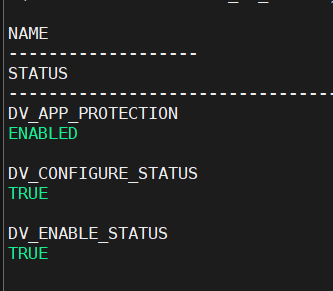 NAME
-------------------
STATUS
---------------------------------
DV_APP_PROTECTION
ENABLED
DV_CONFIGURE_STATUS
TRUE
DV_ENABLE_STATUS
TRUE